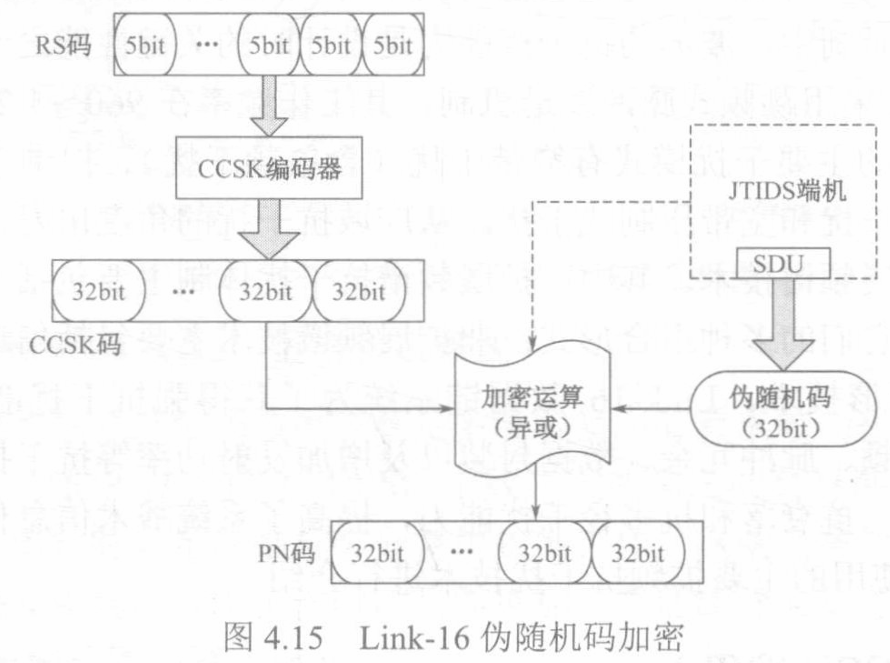 RS码 5bit ··· 5bit 5bit 5bit
CCSK编码器
JTIDS端机
SDU
32bit ··· 32bit 32bit
CCSK码
加密运算
(异或)
伪随机码
(32bit)
PN码 32bit ··· 32bit 32bit
图 4.15 Link-16 伪随机码加密